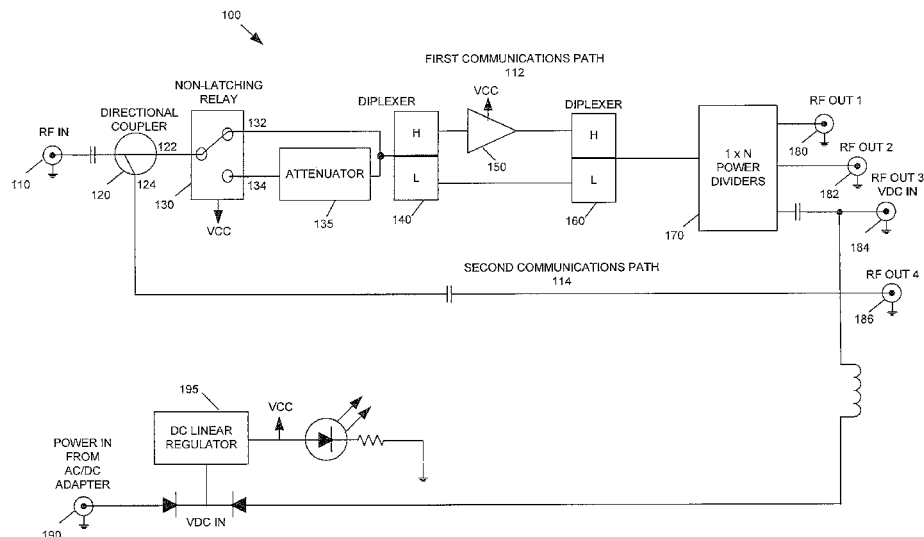 100
FIRST COMMUNICATIONS PATH
112
NON-LATCHING
RELAY
DIPLEXER
VCC
DIPLEXER
DIRECTIONAL
COUPLER
RF IN
110
120
122
124
130
132
134
VCC
ATTENUATOR
135
H
L
140
150
H
L
160
1 x N
POWER
DIVIDERS
170
RF OUT 1
180
RF OUT 2
182
RF OUT 3
VDC IN
184
SECOND COMMUNICATIONS PATH
114
RF OUT 4
186
195
DC LINEAR
REGULATOR
VCC
POWER IN
FROM
AC/DC
ADAPTER
190
VDC IN